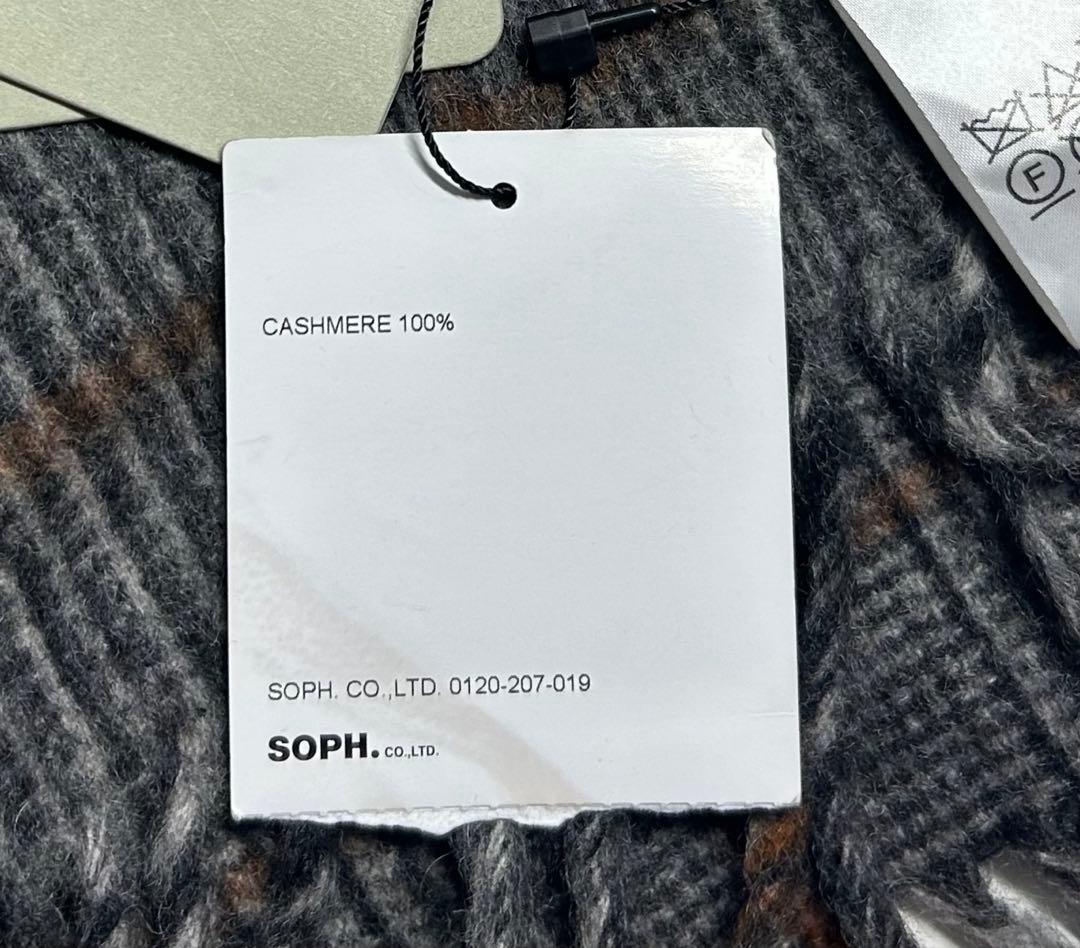 CASHMERE 100%
SOPH. CO.,LTD. 0120-207-019
SOPH. CO.,LTD.
F